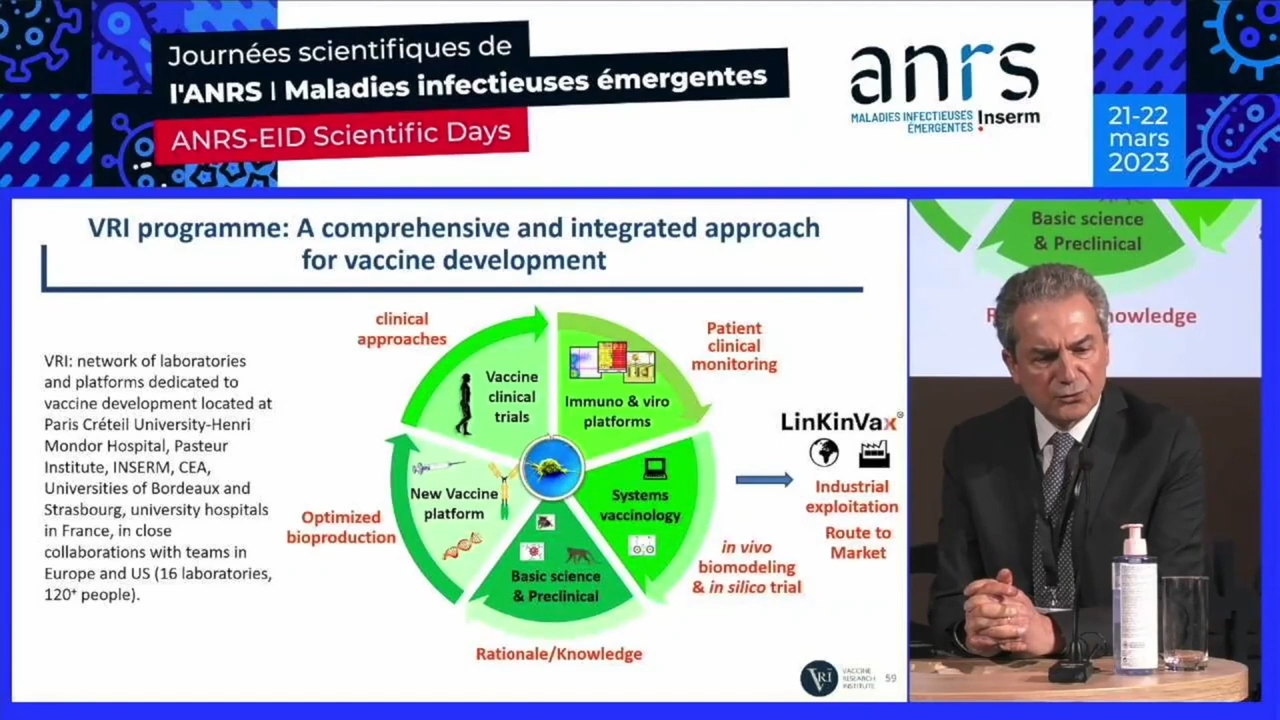 Journées scientifiques de
l'ANRS | Maladies infectieuses émergentes
ANRS-EID Scientific Days
anrs
MALADIES INFECTIEUSES
ÉMERGENTES
Inserm
21-22
mars
2023
VRI programme: A comprehensive and integrated approach
for vaccine development
VRI: network of laboratories
and platforms dedicated to
vaccine development located at
Paris Créteil University-Henri
Mondor Hospital, Pasteur
Institute, INSERM, CEA,
Universities of Bordeaux and
Strasbourg, university hospitals
in France, in close
collaborations with teams in
Europe and US (16 laboratories,
120+ people).
clinical
approaches
Vaccine
clinical
trials
Immuno & viro
platforms
Patient
clinical
monitoring
New Vaccine
platform
Systems
vaccinology
Optimized
bioproduction
Basic science
& Preclinical
in vivo
biomodeling
& in silico trial
Rationale/Knowledge
LinKinVax®
Industrial
exploitation
Route to
Market
VRI
VACCINE
RESEARCH
INSTITUTE
59
Basic science
& Preclinical
R nowledge